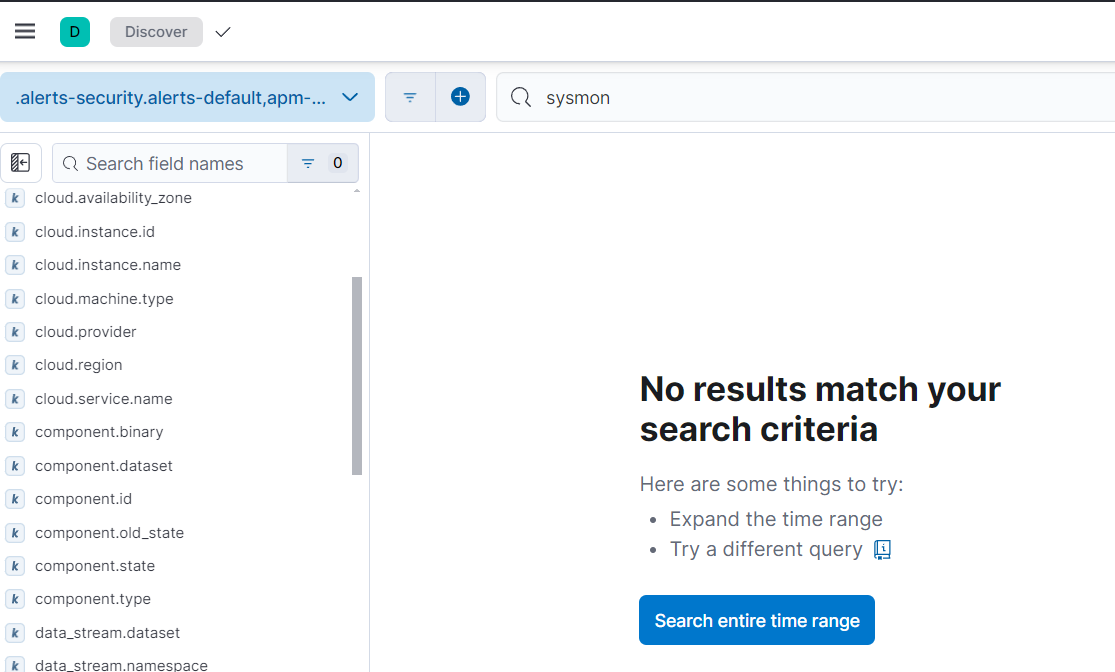 D
Discover
.alerts-security.alerts-default,apm-...
sysmon
Search field names
0
k cloud.availability_zone
k cloud.instance.id
k cloud.instance.name
k cloud.machine.type
k cloud.provider
k cloud.region
k cloud.service.name
k component.binary
k component.dataset
k component.id
k component.old_state
k component.state
k component.type
k data_stream.dataset
k data_stream.namespace
No results match your
search criteria
Here are some things to try:
• Expand the time range
• Try a different query
Search entire time range